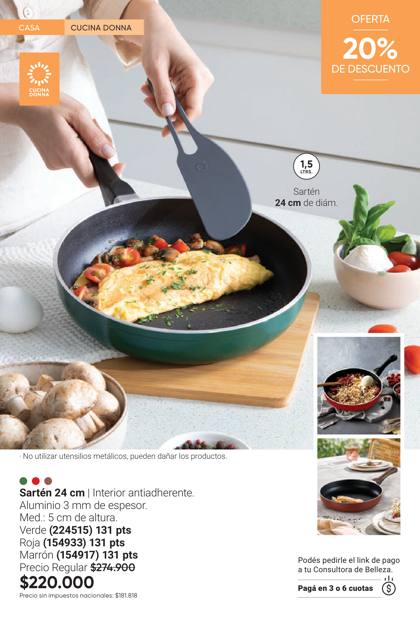 CASA
CUCINA DONNA
OFERTA
20%
DE DESCUENTO
CUCINA
DONNA
1,5
LTRS.
Sartén
24 cm de diám.
· No utilizar utensilios metálicos, pueden dañar los productos.
Sartén 24 cm | Interior antiadherente.
Aluminio 3 mm de espesor.
Med.: 5 cm de altura.
Verde (224515) 131 pts
Roja (154933) 131 pts
Marrón (154917) 131 pts
Precio Regular $274.900
$220.000
Precio sin impuestos nacionales: $181.818
Podés pedirle el link de pago
a tu Consultora de Belleza.
Pagá en 3 o 6 cuotas
$